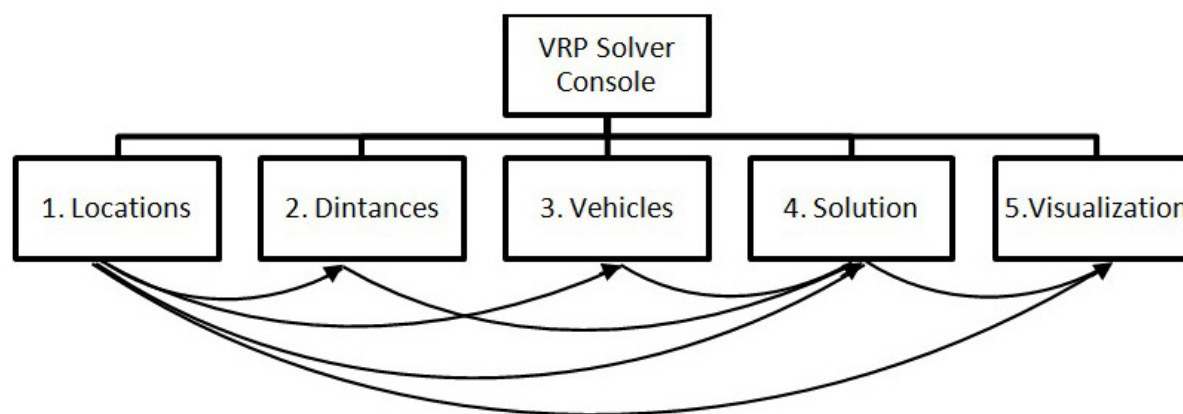 VRP Solver
Console
1. Locations
2. Dintances
3. Vehicles
4. Solution
5.Visualization